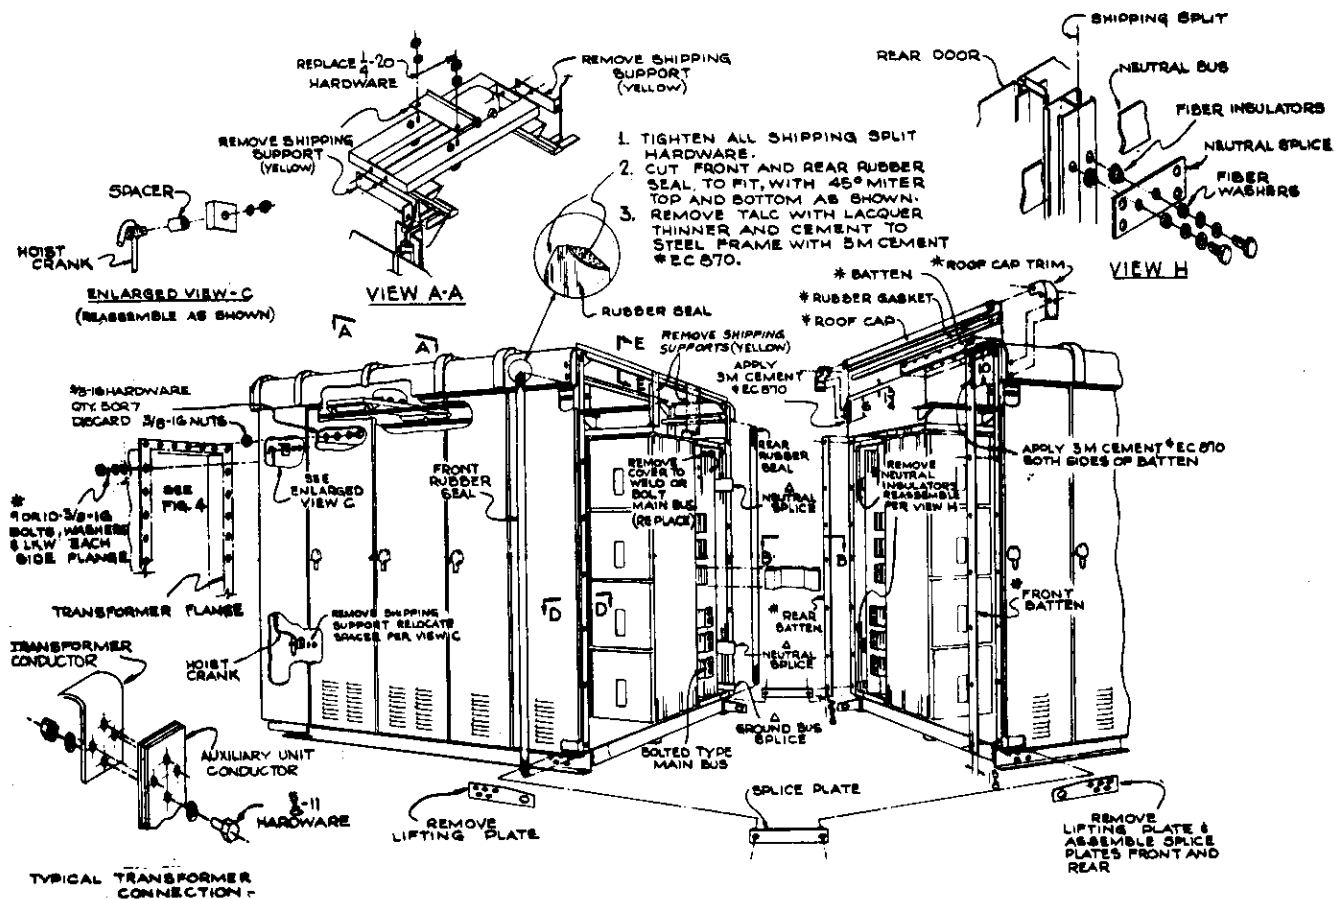 SHIPPING SPLIT
REAR DOOR
NEUTRAL BUS
FIBER INSULATORS
NEUTRAL SPLICE
FIBER
WASHERS
VIEW H
REPLACE 1/4-20
HARDWARE
REMOVE SHIPPING
SUPPORT
(YELLOW)
REMOVE SHIPPING
SUPPORT
(YELLOW)
SPACER
HOIST
CRANK
ENLARGED VIEW-C
(REASSEMBLE AS SHOWN)
VIEW A-A
1. TIGHTEN ALL SHIPPING SPLIT
HARDWARE.
2. CUT FRONT AND REAR RUBBER
SEAL, TO FIT, WITH 45° MITER
TOP AND BOTTOM AS SHOWN.
3. REMOVE TALC WITH LACQUER
THINNER AND CEMENT TO
STEEL FRAME WITH 3M CEMENT
#EC 870.
RUBBER SEAL
* ROOF CAP TRIM
* BATTEN
* RUBBER GASKET
* ROOF CAP
A
A
E
E
REMOVE SHIPPING
SUPPORTS (YELLOW)
APPLY
3M CEMENT
#EC 870
3/8-16 HARDWARE
QTY. 5 OR 7
DISCARD 3/8-16 NUTS
SEE
ENLARGED
VIEW C
SEE
FIG. 4
*
9 OR 10-3/8-16
BOLTS, WASHERS
& LKW EACH
SIDE FLANGE
TRANSFORMER FLANGE
FRONT
RUBBER
SEAL
REMOVE
COVER TO
WELD OR
BOLT
MAIN BUS
(REPLACE)
REAR
RUBBER
SEAL
Δ
NEUTRAL
SPLICE
REMOVE
NEUTRAL
INSULATORS
REASSEMBLE
PER VIEW H
APPLY 3M CEMENT #EC 870
BOTH SIDES OF BATTEN
B
B
D
D
*
FRONT
BATTEN
*
REAR
BATTEN
Δ
NEUTRAL
SPLICE
REMOVE SHIPPING
SUPPORT RELOCATE
SPACER PER VIEW C
HOIST
CRANK
Δ
GROUND BUS
SPLICE
BOLTED TYPE
MAIN BUS
TRANSFORMER
CONDUCTOR
AUXILIARY UNIT
CONDUCTOR
5/8-11
HARDWARE
REMOVE
LIFTING PLATE
SPLICE PLATE
REMOVE
LIFTING PLATE &
ASSEMBLE SPLICE
PLATES FRONT AND
REAR
TYPICAL TRANSFORMER
CONNECTION